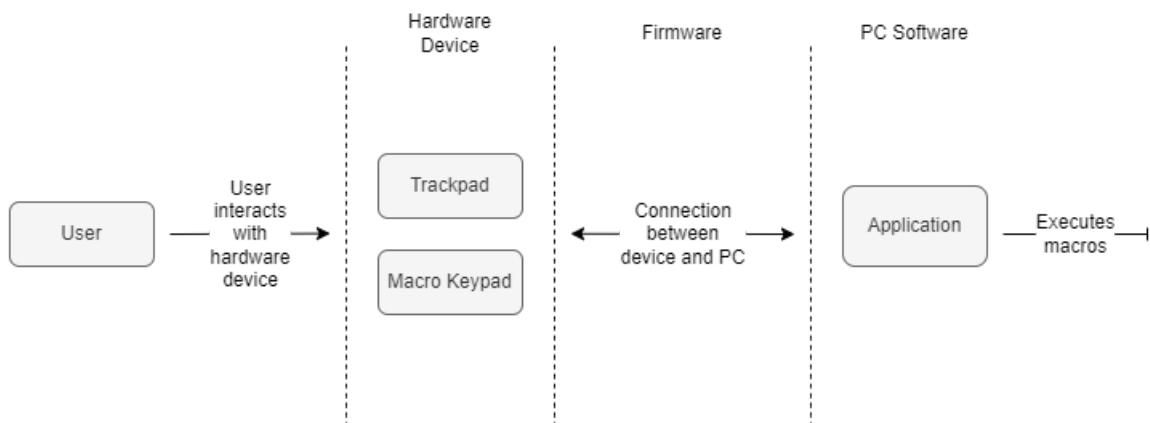 Hardware
Device
Firmware
PC Software
User
User
interacts
with
hardware
device
Trackpad
Macro Keypad
Connection
between
device and PC
Application
Executes
macros